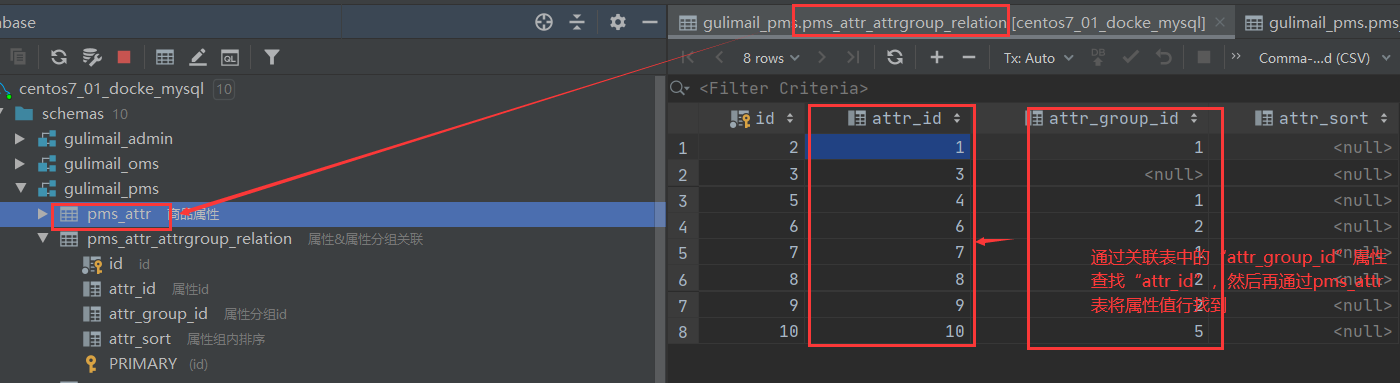 abase
gulimail_pms.pms_attr_attrgroup_relation [centos7_01_docke_mysql]
gulimail_pms.pms
8 rows
Tx: Auto
DB
Comma-...d (CSV)
QL
centos7_01_docke_mysql 10
<Filter Criteria>
schemas 10
id attr_id attr_group_id attr_sort
gulimail_admin
1 2 1 1 <null>
gulimail_oms
2 3 3 <null> <null>
gulimail_pms
3 5 4 1 <null>
pms_attr 商品属性
4 6 6 2 <null>
pms_attr_attrgroup_relation 属性&属性分组关联
5 7 7 1 <null>
id id
6 8 8 2 <null>
attr_id 属性id
7 9 9 2 <null>
attr_group_id 属性分组id
8 10 10 5 <null>
attr_sort 属性组内排序
PRIMARY (id)
通过关联表中的“attr_group_id”属性
查找“attr_id”，然后再通过pms_attr
表将属性值行找到